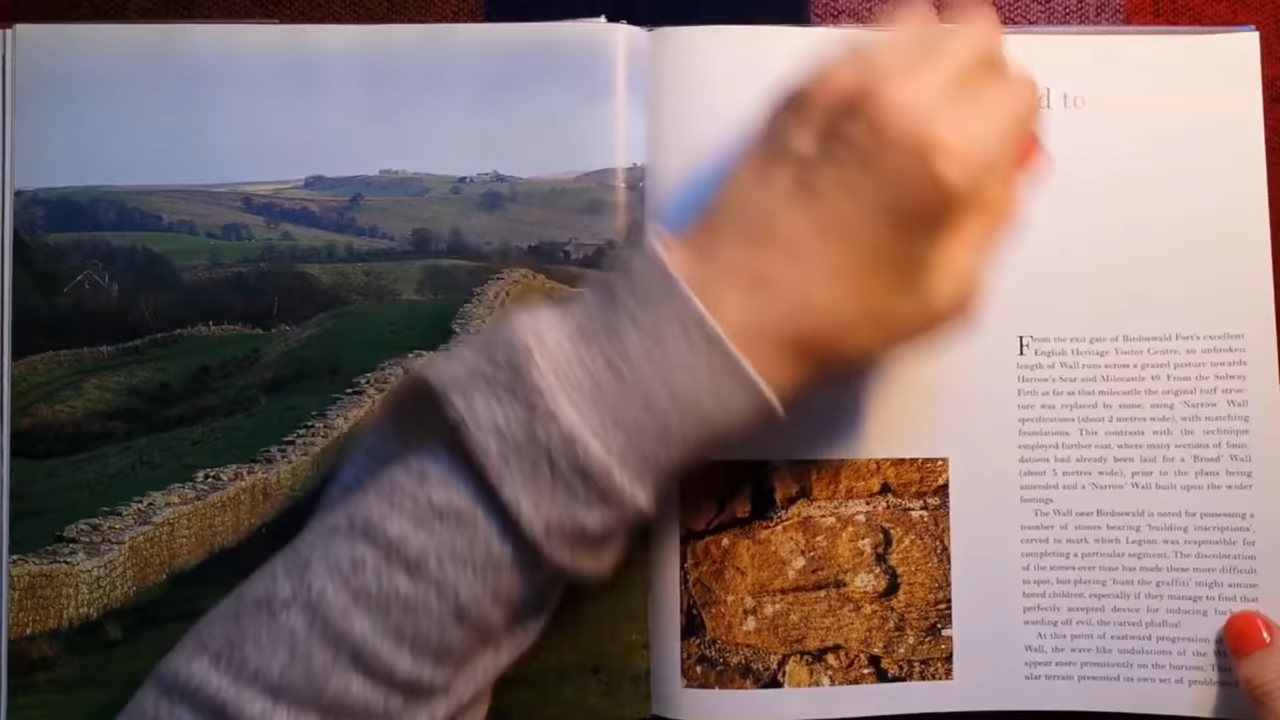 d to
From the exit gate of Birdoswald Fort's excellent
English Heritage Visitor Centre, an unbroken
length of Wall runs across a grazed pasture towards
Harrow's Scar and Milecastle 49. From the Solway
Firth as far as that milecastle the original turf struc-
ture was replaced by stone, using 'Narrow' Wall
specifications (about 2 metres wide), with matching
foundations. This contrasts with the technique
employed further east, where many sections of foun-
dations had already been laid for a 'Broad' Wall
(about 3 metres wide), prior to the plans being
amended and a 'Narrow' Wall built upon the wider
footings.
The Wall near Birdoswald is noted for possessing a
number of stones bearing 'building inscriptions',
carved to mark which Legion was responsible for
completing a particular segment. The discoloration
of the stones over time has made these more difficult
to spot, but playing 'hunt the graffiti' might amuse
bored children, especially if they manage to find that
perfectly accepted device for inducing luck
warding off evil, the carved phallus!
At this point of eastward progression
Wall, the wave-like undulations of the
appear more prominently on the horizon.
ular terrain presented its own set of problems